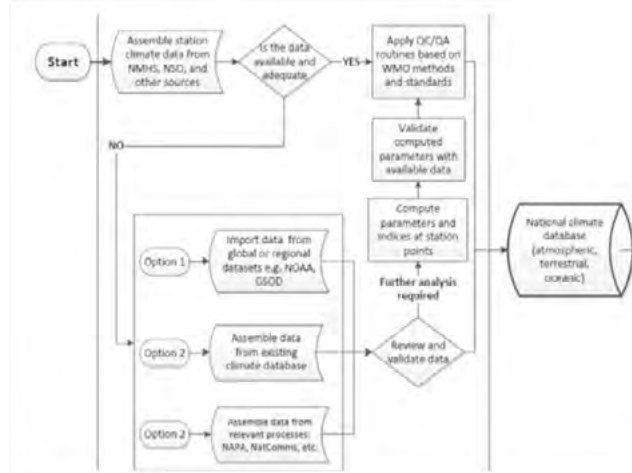 Start
Assemble station
climate data from
NMHS, NSO, and
other sources
Is the data
available and
adequate
YES
Apply QC/QA
routines based on
WMO methods
and standards
NO
Validate
computed
parameters with
available data
Compute
parameters and
indices at station
points
Further analysis
required
Option 1
Import data from
global or regional
datasets e.g. NOAA,
GSOD
Option 2
Assemble data
from existing
climate database
Review and
validate data
Option 2
Assemble data from
relevant processes:
NAPA, NatComms, etc.
National climate
database
(atmospheric,
terrestrial,
oceanic)